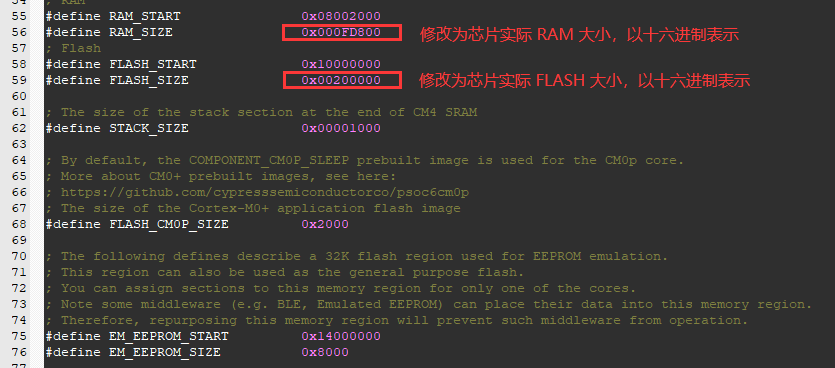 54 ; RAM
55 #define RAM_START 0x08002000
56 #define RAM_SIZE 0x000FD800 修改为芯片实际 RAM 大小，以十六进制表示
57 ; Flash
58 #define FLASH_START 0x10000000
59 #define FLASH_SIZE 0x00200000 修改为芯片实际 FLASH 大小，以十六进制表示
60
61 ; The size of the stack section at the end of CM4 SRAM
62 #define STACK_SIZE 0x00001000
63
64 ; By default, the COMPONENT_CM0P_SLEEP prebuilt image is used for the CM0p core.
65 ; More about CM0+ prebuilt images, see here:
66 ; https://github.com/cypresssemiconductorco/psoc6cm0p
67 ; The size of the Cortex-M0+ application flash image
68 #define FLASH_CM0P_SIZE 0x2000
69
70 ; The following defines describe a 32K flash region used for EEPROM emulation.
71 ; This region can also be used as the general purpose flash.
72 ; You can assign sections to this memory region for only one of the cores.
73 ; Note some middleware (e.g. BLE, Emulated EEPROM) can place their data into this memory region.
74 ; Therefore, repurposing this memory region will prevent such middleware from operation.
75 #define EM_EEPROM_START 0x14000000
76 #define EM_EEPROM_SIZE 0x8000
77